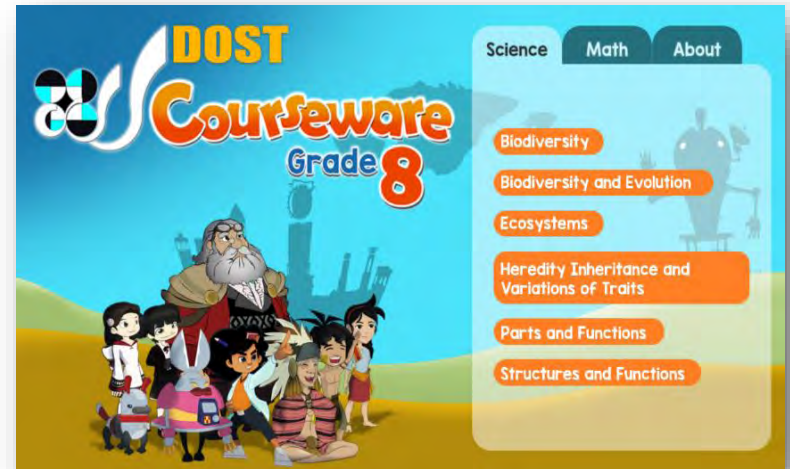 DOST
Courseware
Grade 8
Science
Math
About
Biodiversity
Biodiversity and Evolution
Ecosystems
Heredity Inheritance and
Variations of Traits
Parts and Functions
Structures and Functions